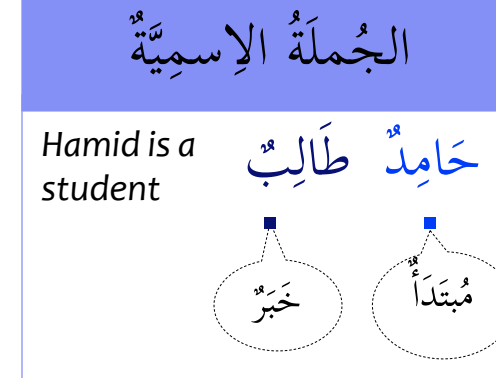 الجُملَةُ الاِسمِيَّةٌ
Hamid is a
student
حَامِدٌ طَالِبٌ
مُبتَدَأٌ
خَبَرٌ